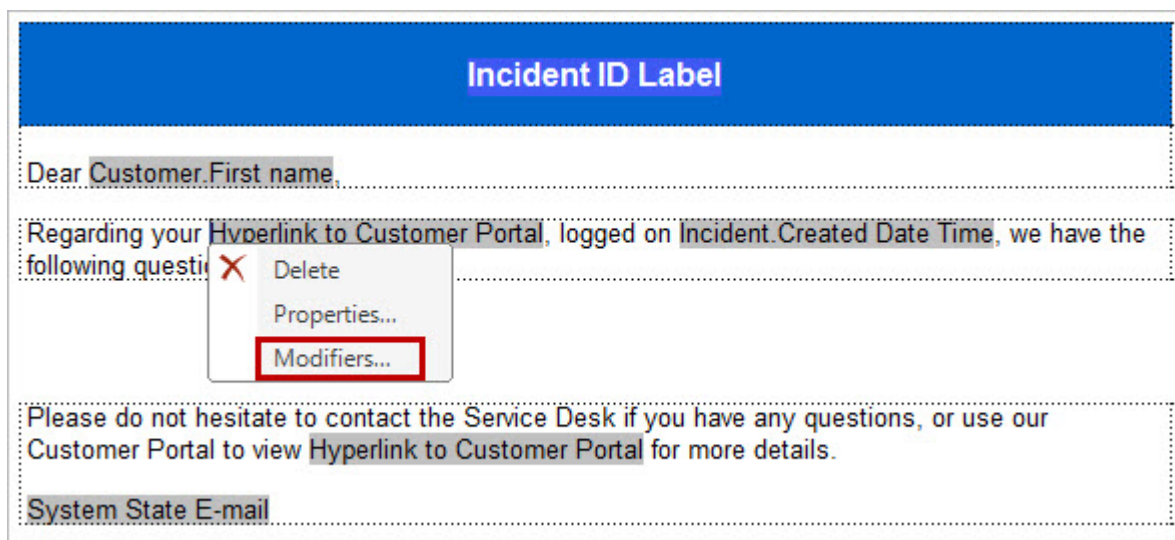 Incident ID Label
Dear Customer.First name,
Regarding your Hyperlink to Customer Portal, logged on Incident.Created Date Time, we have the
following questi
Delete
Properties...
Modifiers...
Please do not hesitate to contact the Service Desk if you have any questions, or use our
Customer Portal to view Hyperlink to Customer Portal for more details.
System State E-mail